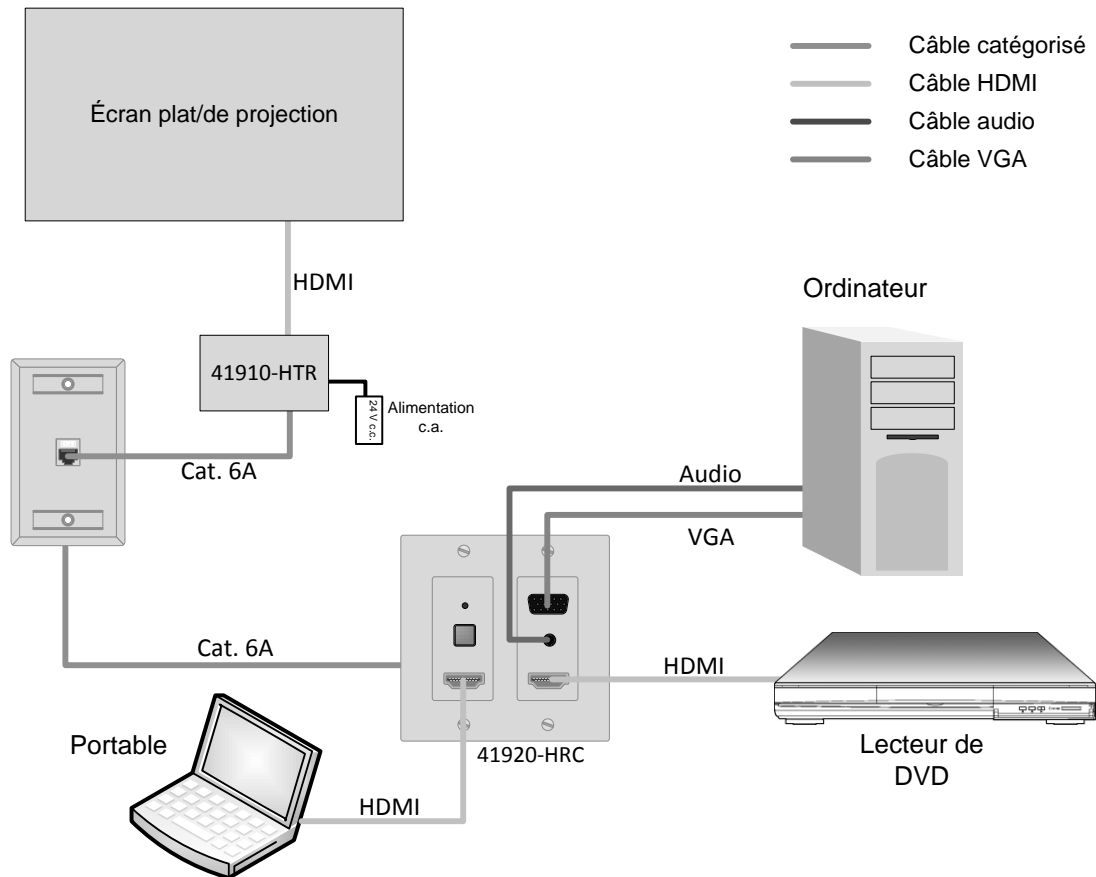 Écran plat/de projection
Câble catégorisé
Câble HDMI
Câble audio
Câble VGA
HDMI
Ordinateur
41910-HTR
24 V c.c.
Alimentation
c.a.
Cat. 6A
Audio
VGA
Cat. 6A
HDMI
Portable
41920-HRC
Lecteur de
DVD
HDMI